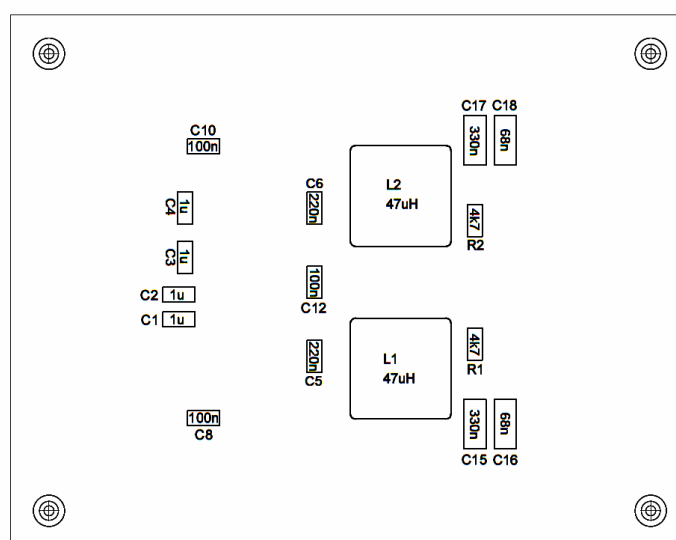 C17 C18
330n 68n
C10
100n
C6
220n
L2
47uH
C4 1u
4k7
R2
C3 1u
100n
C12
C2 1u
C1 1u
L1
47uH
4k7
R1
220n
C5
100n
C8
330n 68n
C15 C16